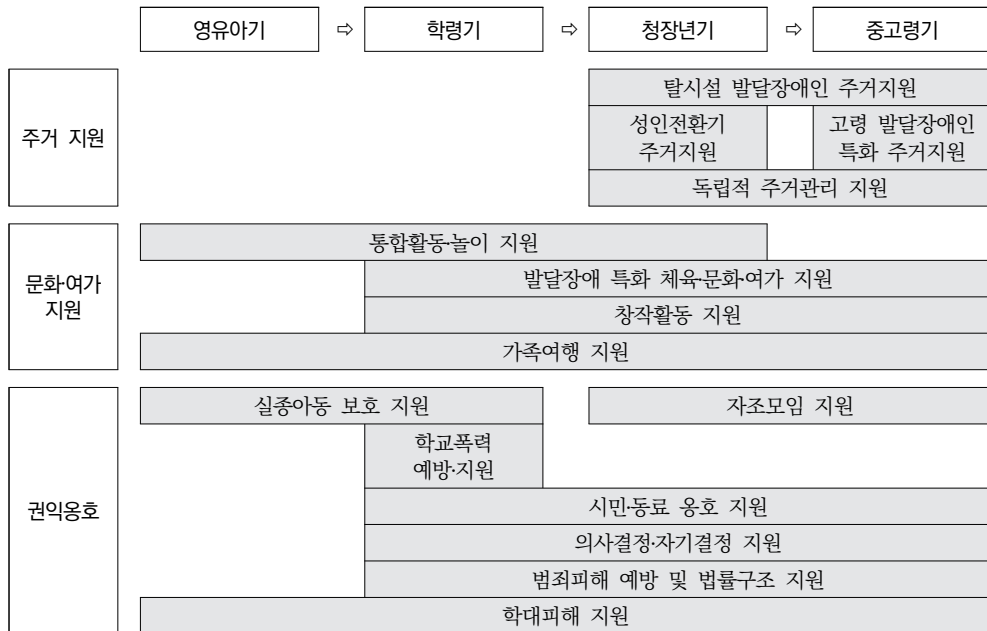 영유아기 ⇨ 학령기 ⇨ 청장년기 ⇨ 중고령기
주거 지원
탈시설 발달장애인 주거지원
성인전환기
주거지원
고령 발달장애인
특화 주거지원
독립적 주거관리 지원
문화·여가
지원
통합활동·놀이 지원
발달장애 특화 체육·문화·여가 지원
창작활동 지원
가족여행 지원
권익옹호
실종아동 보호 지원
자조모임 지원
학교폭력
예방·지원
시민·동료 옹호 지원
의사결정·자기결정 지원
범죄피해 예방 및 법률구조 지원
학대피해 지원